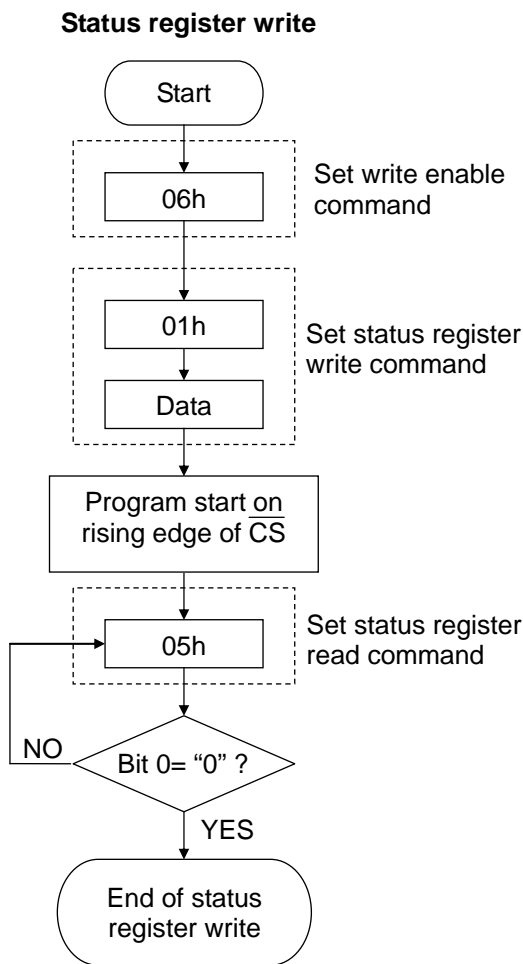 Status register write
Start
06h
Set write enable
command
01h
Set status register
write command
Data
Program start on
rising edge of C̅S̅
05h
Set status register
read command
NO
Bit 0= “0” ?
YES
End of status
register write